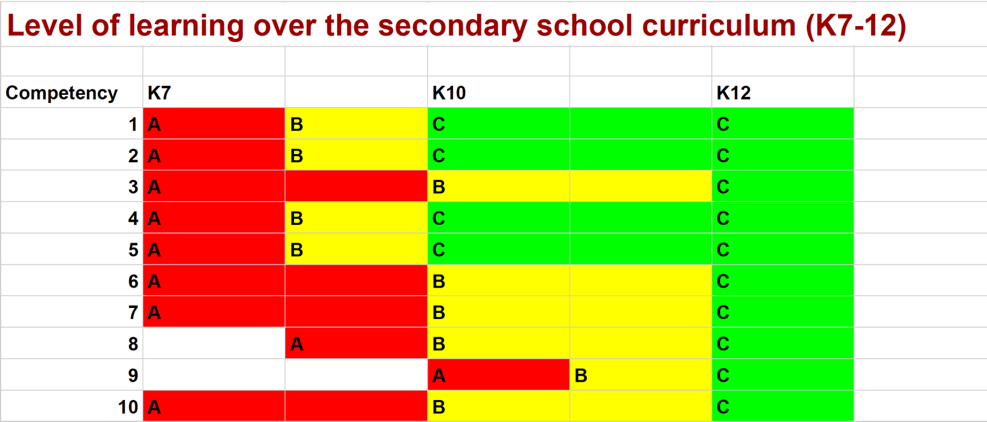 Level of learning over the secondary school curriculum (K7-12)
Competency K7 K10 K12
1 A B C C
2 A B C C
3 A B C
4 A B C C
5 A B C C
6 A B C
7 A B C
8 A B C
9 A B C
10 A B C